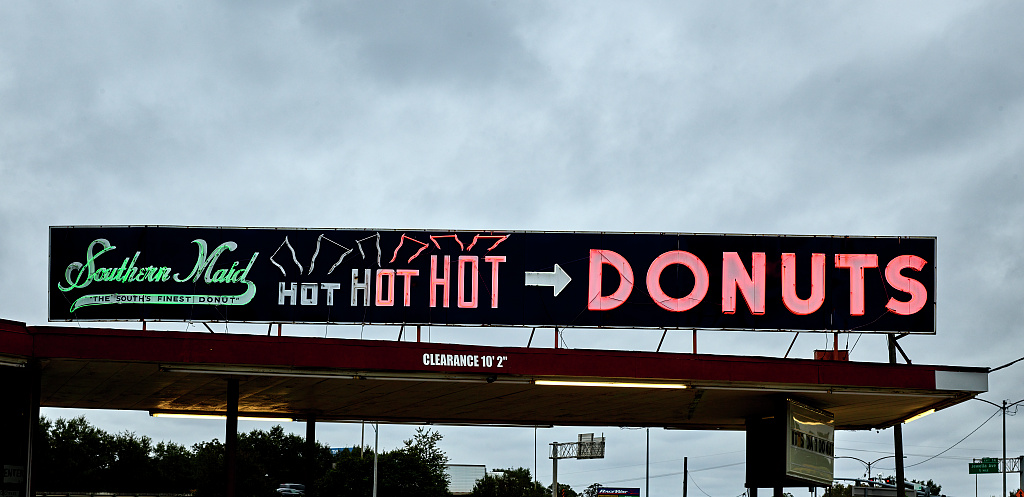 Southern Maid
"THE SOUTH'S FINEST DONUT"
HOT HOT HOT → DONUTS
CLEARANCE 10' 2"